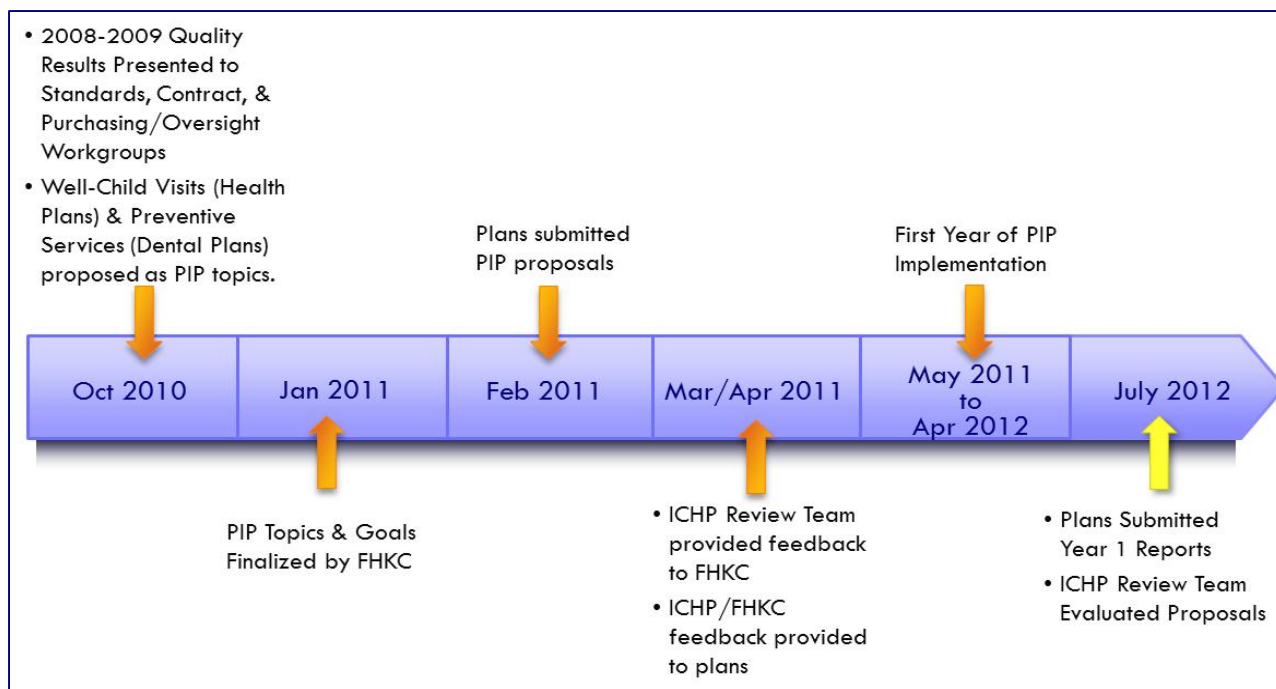 • 2008-2009 Quality
Results Presented to
Standards, Contract, &
Purchasing/Oversight
Workgroups
• Well-Child Visits (Health
Plans) & Preventive
Services (Dental Plans)
proposed as PIP topics.
Plans submitted
PIP proposals
First Year of PIP
Implementation
Oct 2010
Jan 2011
Feb 2011
Mar/Apr 2011
May 2011
to
Apr 2012
July 2012
PIP Topics & Goals
Finalized by FHKC
• ICHP Review Team
provided feedback
to FHKC
• ICHP/FHKC
feedback provided
to plans
• Plans Submitted
Year 1 Reports
• ICHP Review Team
Evaluated Proposals